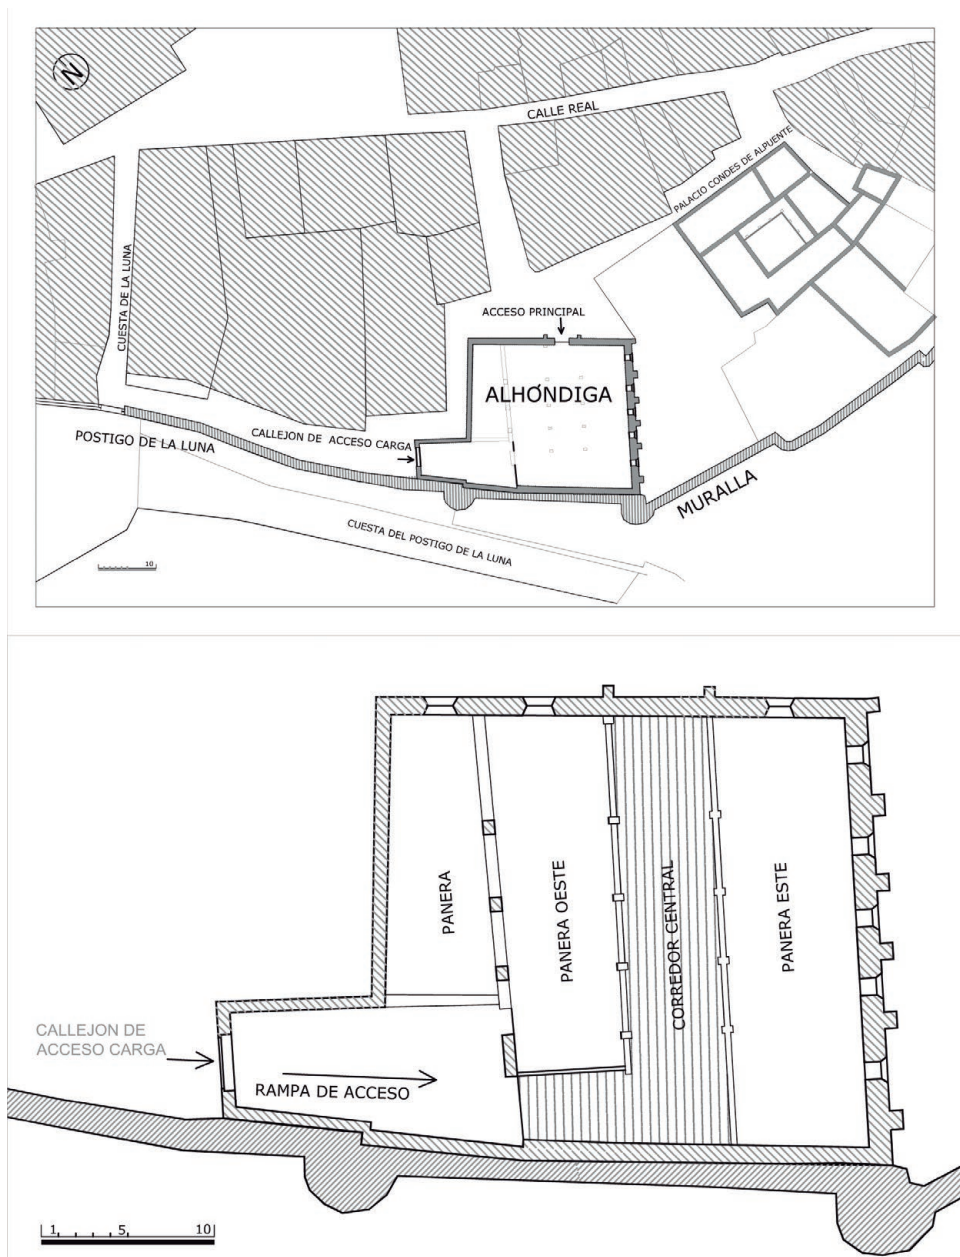 N
CALLE REAL
PALACIO CONDES DE ALPUENTE
CUESTA DE LA LUNA
ACCESO PRINCIPAL
ALHÓNDIGA
CALLEJON DE ACCESO CARGA
POSTIGO DE LA LUNA
MURALLA
CUESTA DEL POSTIGO DE LA LUNA
10
PANERA
PANERA OESTE
CORREDOR CENTRAL
PANERA ESTE
CALLEJON DE
ACCESO CARGA
RAMPA DE ACCESO
1 5 10